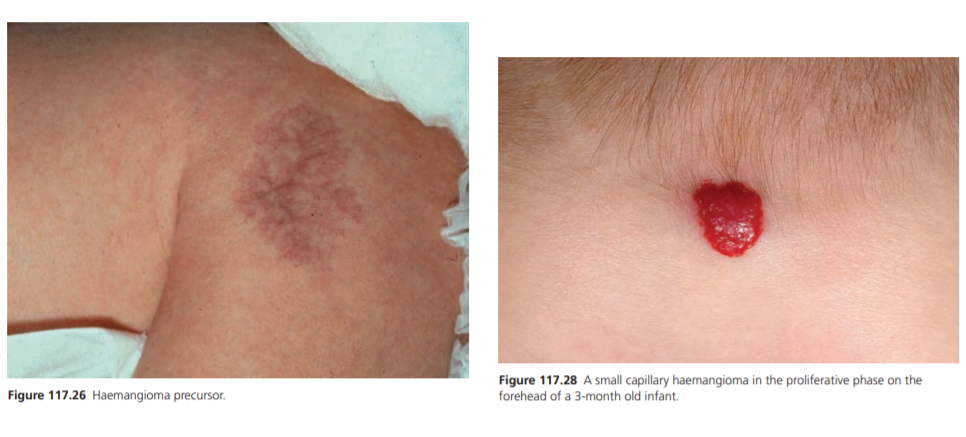 Figure 117.26 Haemangioma precursor.
Figure 117.28 A small capillary haemangioma in the proliferative phase on the
forehead of a 3-month old infant.